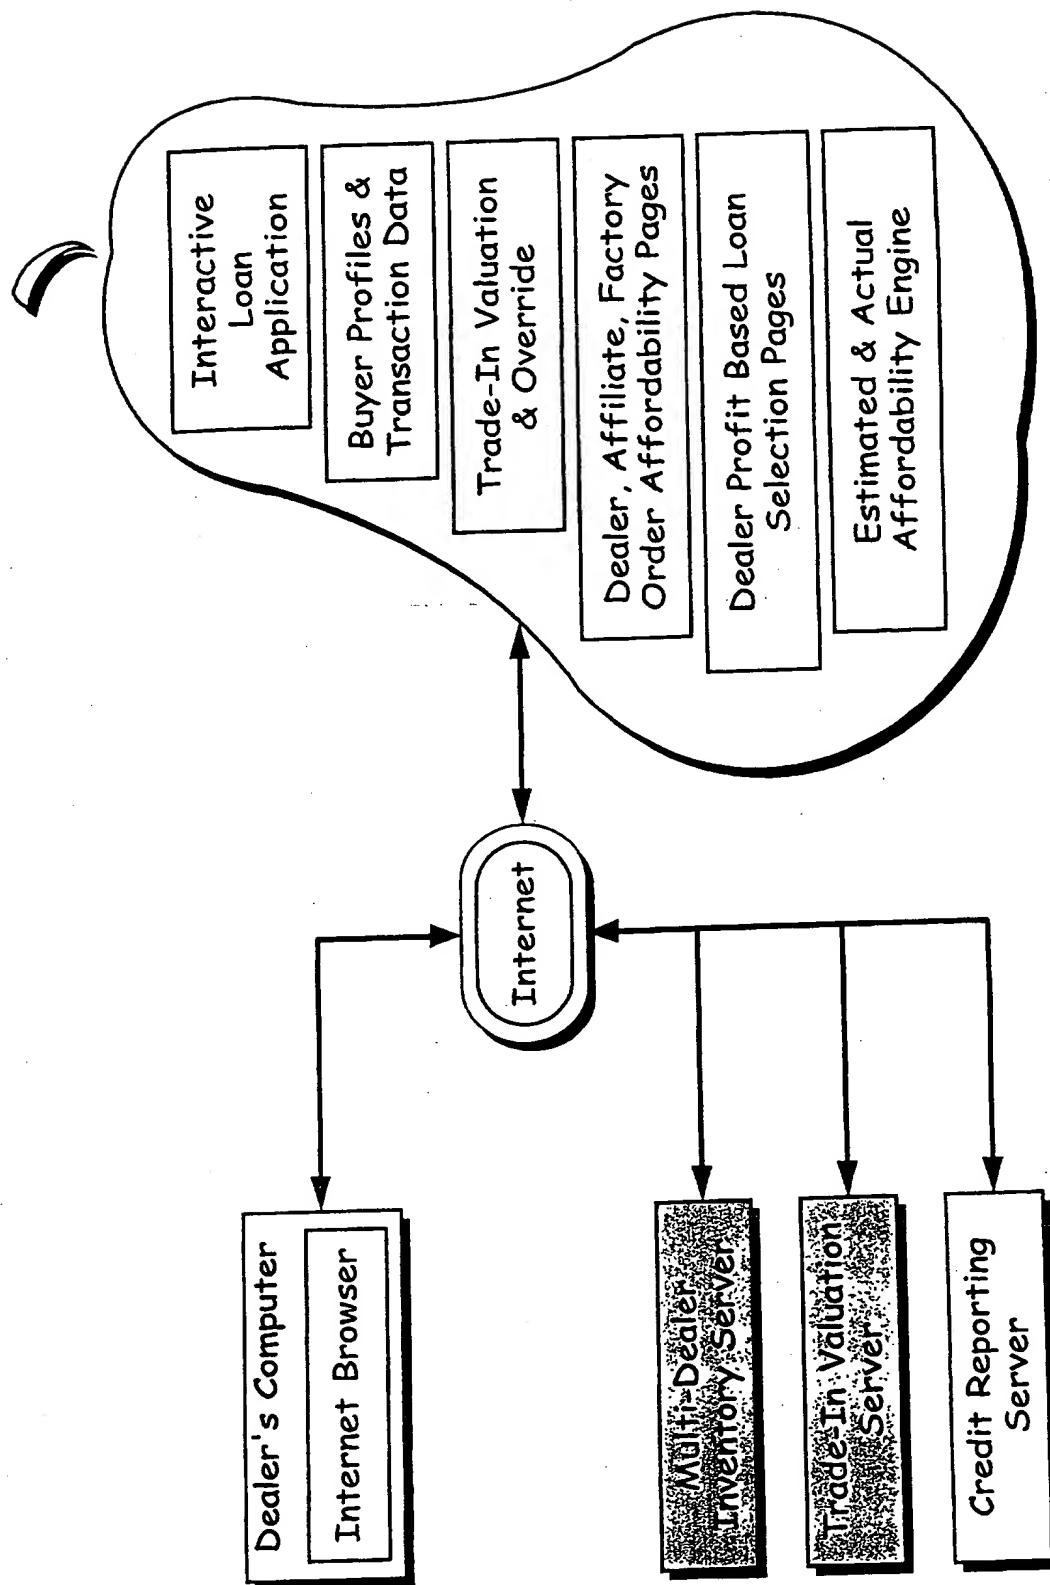 Dealer's Computer
Internet Browser
Multi-Dealer
Inventory Server
Trade-In Valuation
Server
Credit Reporting
Server
Internet
Interactive
Loan
Application
Buyer Profiles &
Transaction Data
Trade-In Valuation
& Override
Dealer, Affiliate, Factory
Order Affordability Pages
Dealer Profit Based Loan
Selection Pages
Estimated & Actual
Affordability Engine